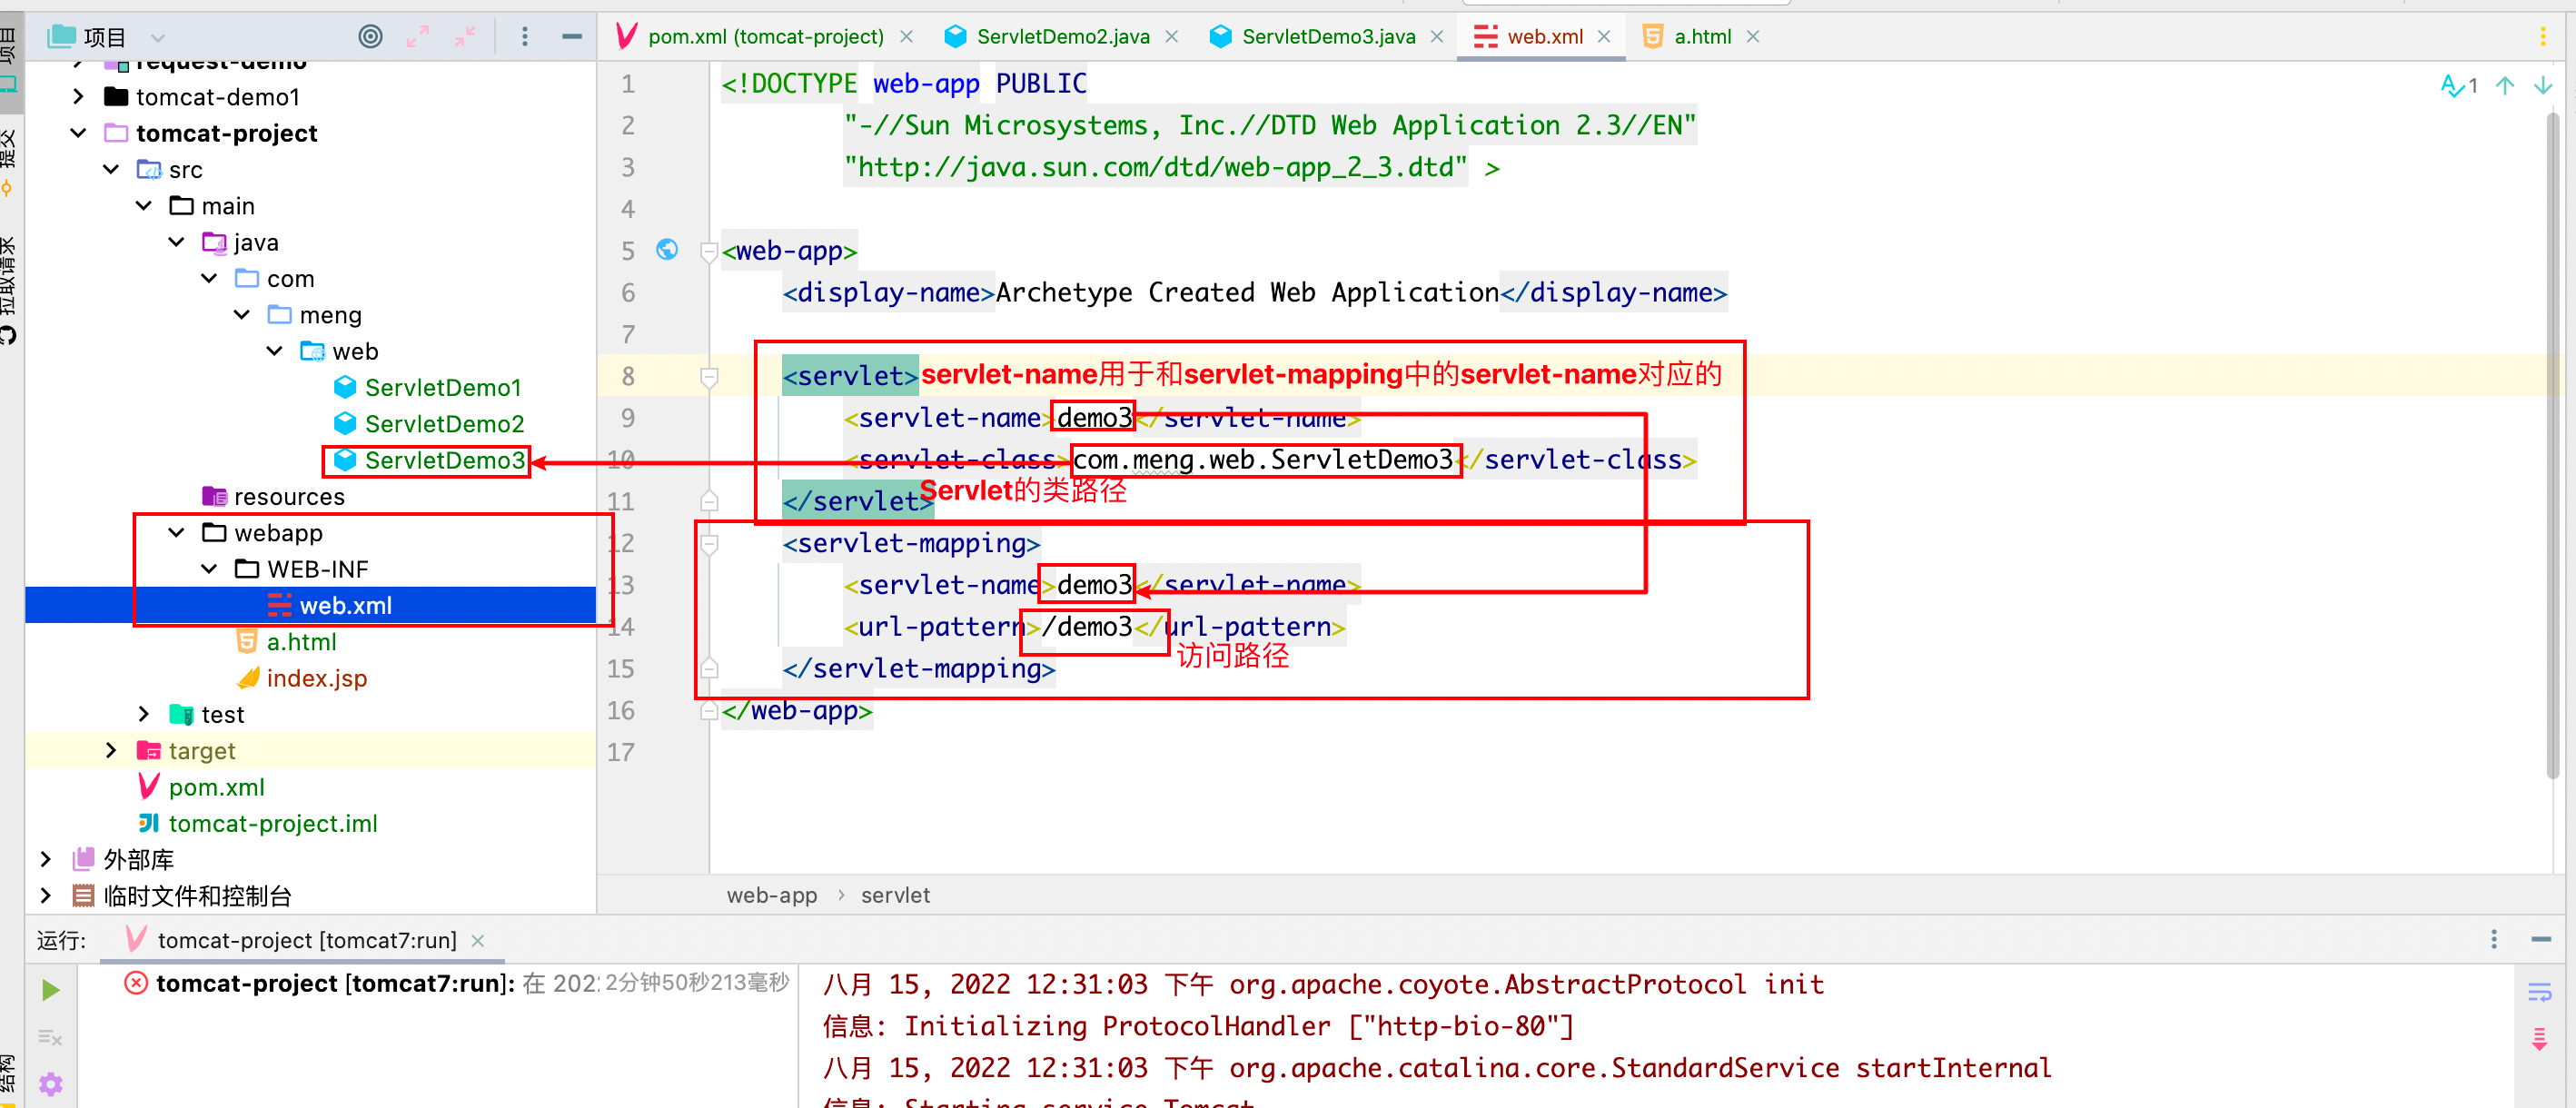 项目
pom.xml (tomcat-project)
ServletDemo2.java
ServletDemo3.java
web.xml
a.html
项目
提交
拉取请求
结构
request-demo
tomcat-demo1
tomcat-project
src
main
java
com
meng
web
ServletDemo1
ServletDemo2
ServletDemo3
resources
webapp
WEB-INF
web.xml
a.html
index.jsp
test
target
pom.xml
tomcat-project.iml
外部库
临时文件和控制台
1 <!DOCTYPE web-app PUBLIC
2 "-//Sun Microsystems, Inc.//DTD Web Application 2.3//EN"
3 "http://java.sun.com/dtd/web-app_2_3.dtd" >
4
5 <web-app>
6 <display-name>Archetype Created Web Application</display-name>
7
8 <servlet> servlet-name用于和servlet-mapping中的servlet-name对应的
9 <servlet-name>demo3</servlet-name>
10 <servlet-class>com.meng.web.ServletDemo3</servlet-class>
11 </servlet> Servlet的类路径
12 <servlet-mapping>
13 <servlet-name>demo3</servlet-name>
14 <url-pattern>/demo3</url-pattern>
访问路径
15 </servlet-mapping>
16 </web-app>
17
1
web-app › servlet
运行:
tomcat-project [tomcat7:run]
tomcat-project [tomcat7:run]: 在 202 2分钟50秒213毫秒
八月 15, 2022 12:31:03 下午 org.apache.coyote.AbstractProtocol init
信息: Initializing ProtocolHandler ["http-bio-80"]
八月 15, 2022 12:31:03 下午 org.apache.catalina.core.StandardService startInternal
信息: Starting service Tomcat